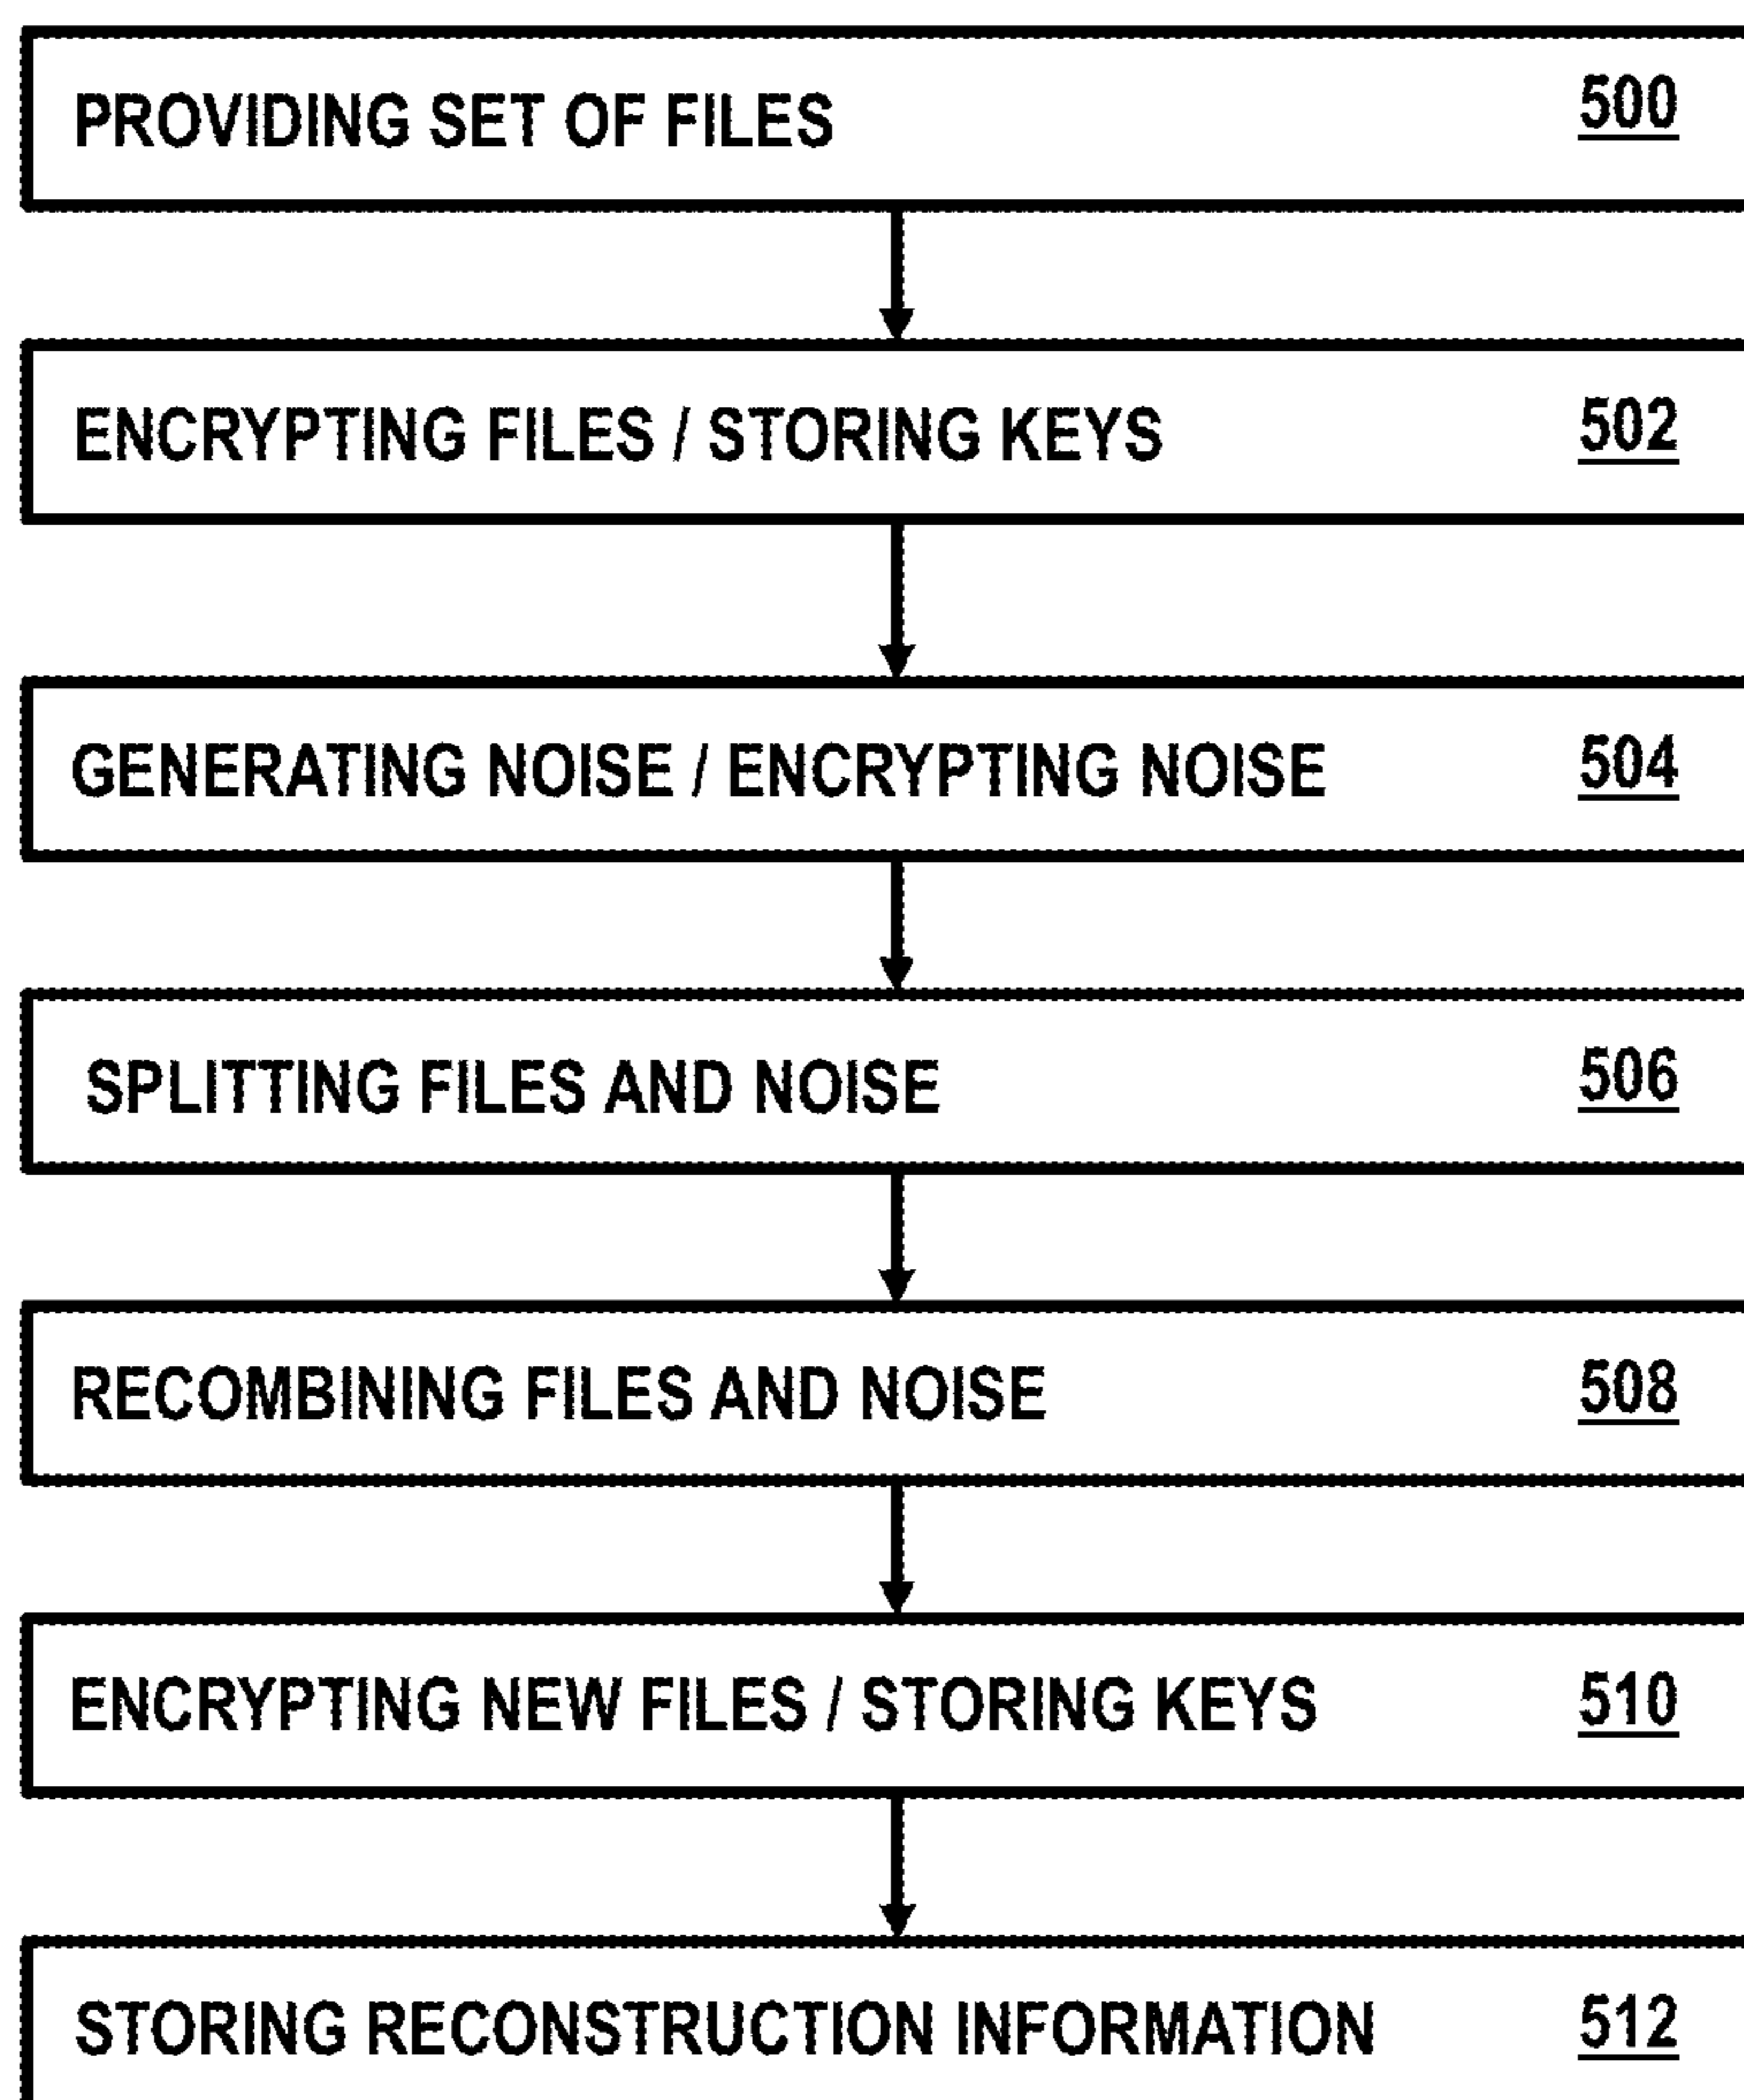 PROVIDING SET OF FILES 500
ENCRYPTING FILES / STORING KEYS 502
GENERATING NOISE / ENCRYPTING NOISE 504
SPLITTING FILES AND NOISE 506
RECOMBINING FILES AND NOISE 508
ENCRYPTING NEW FILES / STORING KEYS 510
STORING RECONSTRUCTION INFORMATION 512